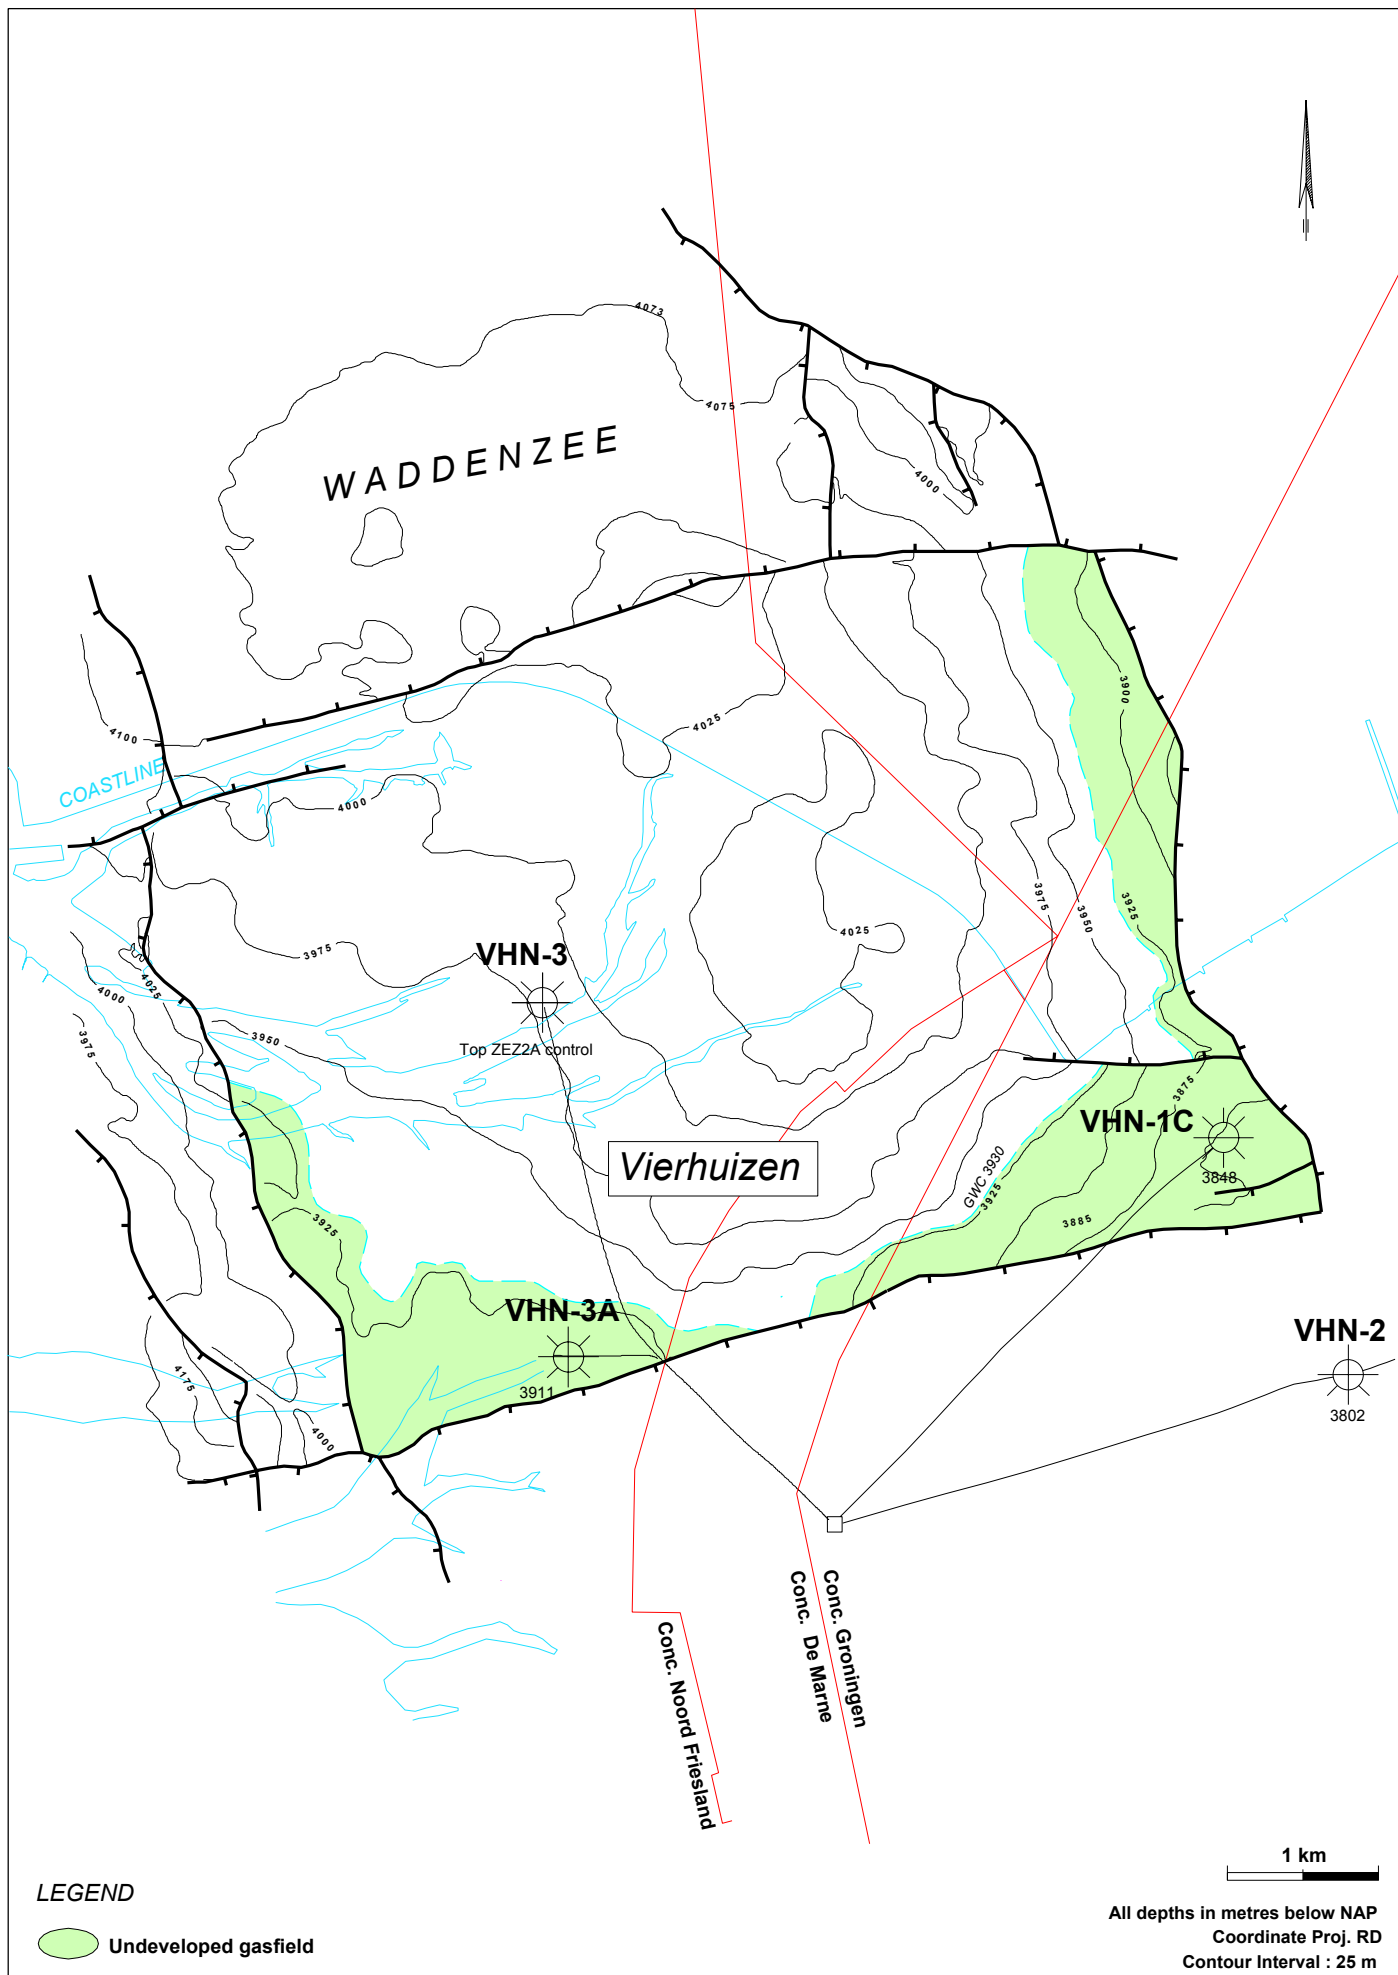 4073
4075
WADDENZEE
4000
3900
4100
4025
COASTLINE
4000
3975
3950
3925
4025
3975
VHN-3
4025
4000
3975
3950
Top ZEZ2A control
3875
VHN-1C
Vierhuizen
GWC 3930
3925
3848
3925
3885
VHN-3A
VHN-2
4175
3911
3802
4000
Conc. Groningen
Conc. De Marne
Conc. Noord Friesland
1 km
LEGEND
All depths in metres below NAP
Coordinate Proj. RD
Undeveloped gasfield
Contour Interval : 25 m